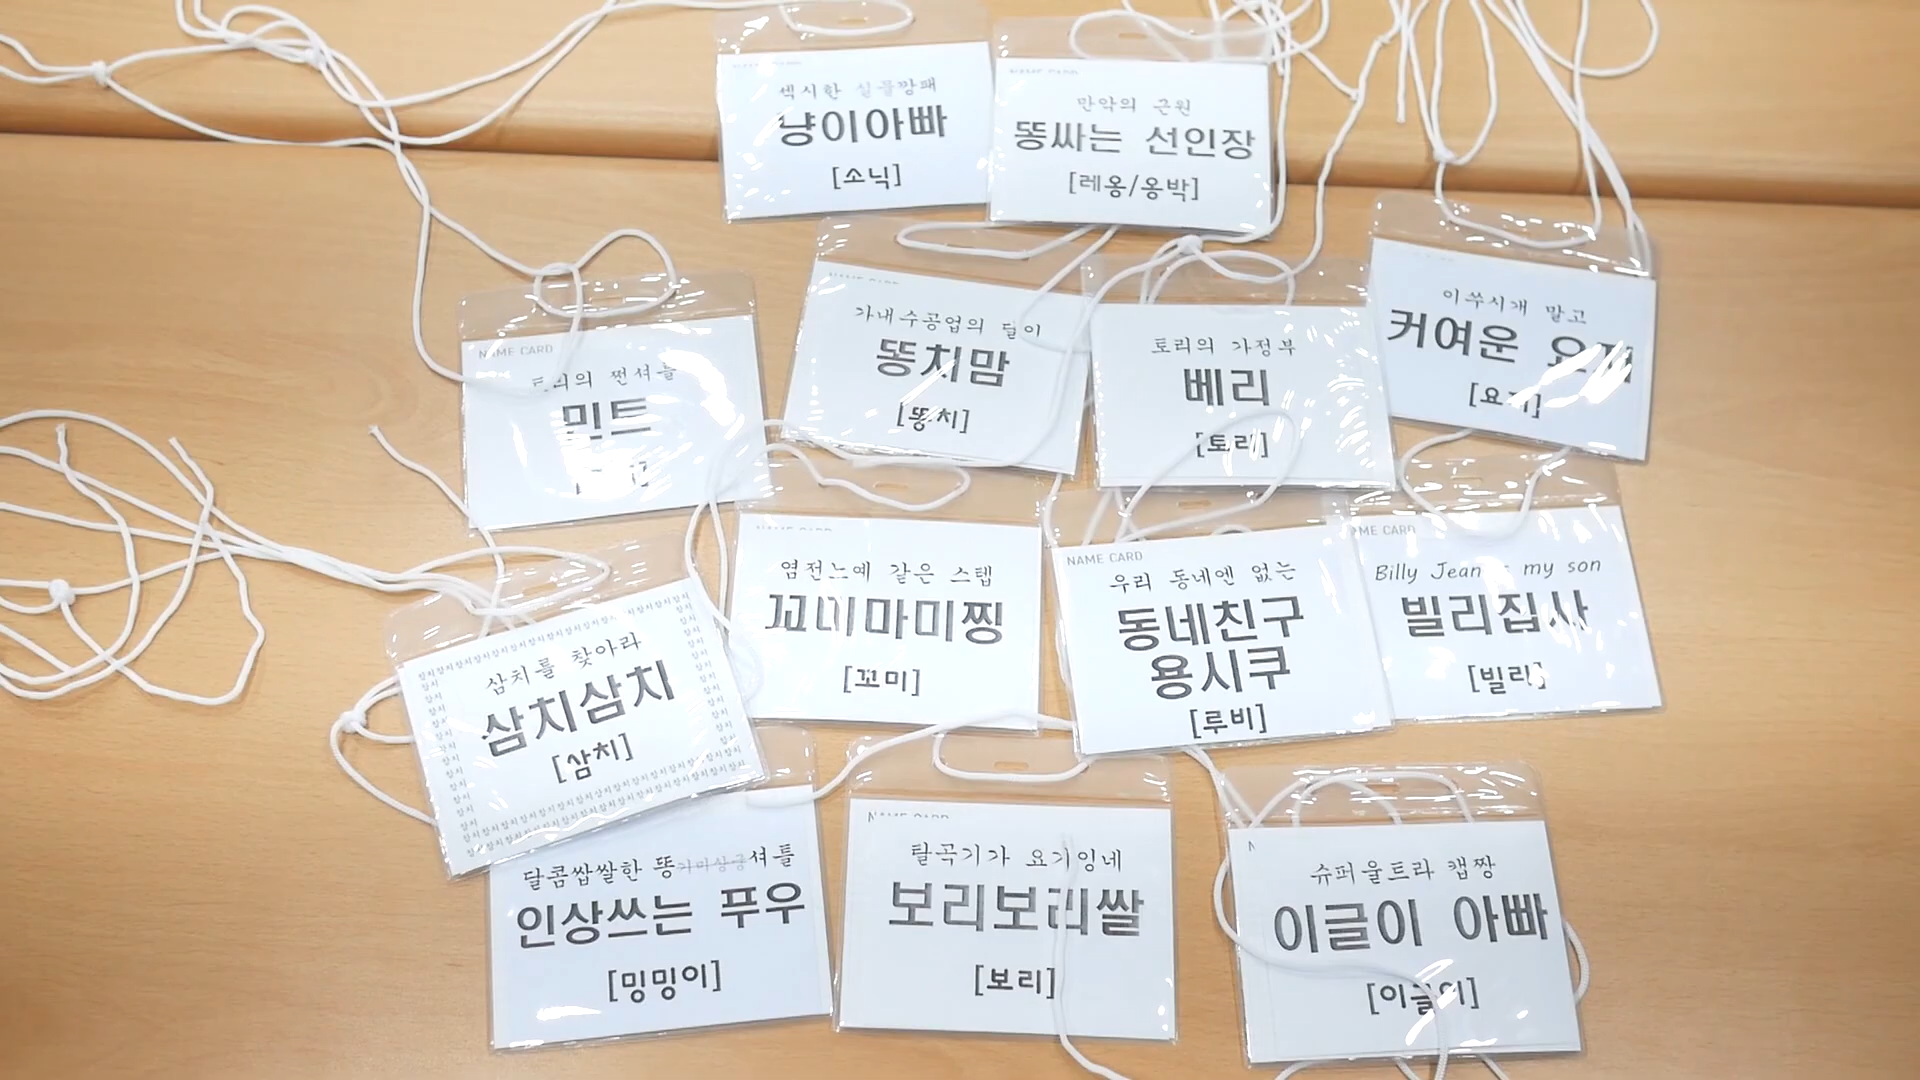 섹시한 실물깡패
냥이아빠
[소닉]
만악의 근원
똥싸는 선인장
[레옹/옹박]
이쑤시개 말고
커여운 요지
[요지]
가내수공업의 달이
똥치맘
[똥치]
토리의 가정부
베리
[토리]
NAME CARD
토리의 쩐셔틀
민트
염전노예 같은 스텝
꼬미마미찡
[꼬미]
NAME CARD
우리 동네엔 없는
동네친구
용시쿠
[루비]
NAME CARD
Billy Jean my son
빌리집사
[빌리]
삼치를 찾아라
삼치삼치
[삼치]
달콤쌉쌀한 똥가미상궁셔틀
인상쓰는 푸우
[밍밍이]
NAME CARD
탈곡기가 요기잉네
보리보리쌀
[보리]
슈퍼울트라 캡짱
이글이 아빠
[이글이]